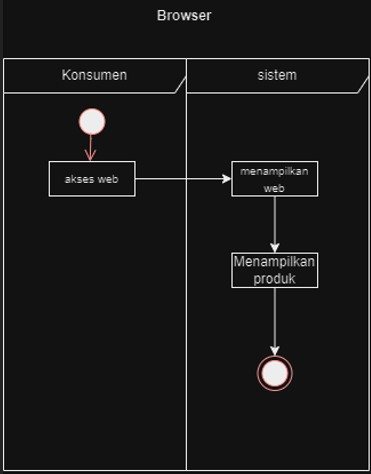 Browser
Konsumen
sistem
akses web
menampilkan
web
Menampilkan
produk